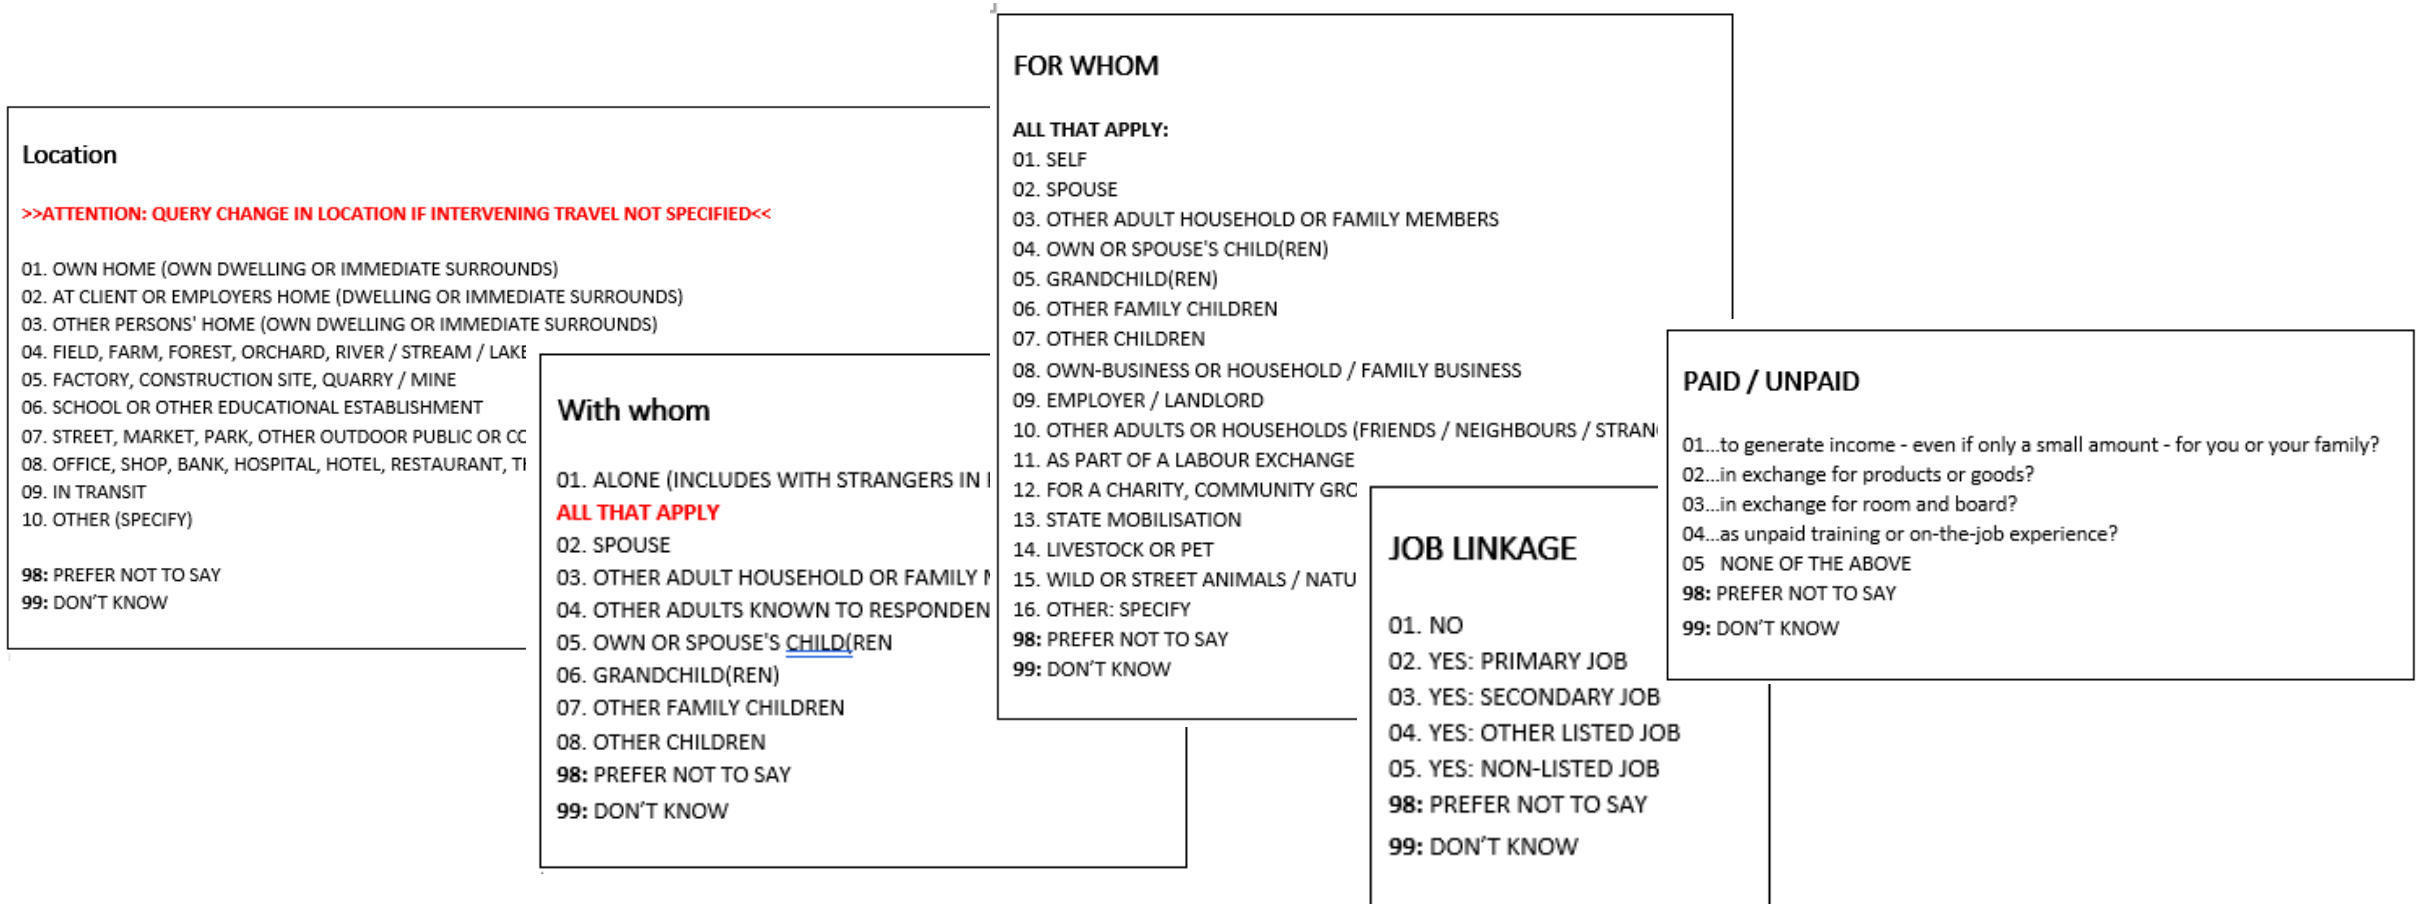 Location
>>ATTENTION: QUERY CHANGE IN LOCATION IF INTERVENING TRAVEL NOT SPECIFIED<<
01. OWN HOME (OWN DWELLING OR IMMEDIATE SURROUNDS)
02. AT CLIENT OR EMPLOYERS HOME (DWELLING OR IMMEDIATE SURROUNDS)
03. OTHER PERSONS' HOME (OWN DWELLING OR IMMEDIATE SURROUNDS)
04. FIELD, FARM, FOREST, ORCHARD, RIVER / STREAM / LAKE
05. FACTORY, CONSTRUCTION SITE, QUARRY / MINE
06. SCHOOL OR OTHER EDUCATIONAL ESTABLISHMENT
07. STREET, MARKET, PARK, OTHER OUTDOOR PUBLIC OR
08. OFFICE, SHOP, BANK, HOSPITAL, HOTEL, RESTAURANT,
09. IN TRANSIT
10. OTHER (SPECIFY)
98: PREFER NOT TO SAY
99: DON'T KNOW
With whom
01. ALONE (INCLUDES WITH STRANGERS IN
ALL THAT APPLY
02. SPOUSE
03. OTHER ADULT HOUSEHOLD OR FAMILY
04. OTHER ADULTS KNOWN TO RESPONDEN
05. OWN OR SPOUSE'S CHILD(REN
06. GRANDCHILD(REN)
07. OTHER FAMILY CHILDREN
08. OTHER CHILDREN
98: PREFER NOT TO SAY
99: DON'T KNOW
FOR WHOM
ALL THAT APPLY:
01. SELF
02. SPOUSE
03. OTHER ADULT HOUSEHOLD OR FAMILY MEMBERS
04. OWN OR SPOUSE'S CHILD(REN)
05. GRANDCHILD(REN)
06. OTHER FAMILY CHILDREN
07. OTHER CHILDREN
08. OWN-BUSINESS OR HOUSEHOLD / FAMILY BUSINESS
09. EMPLOYER / LANDLORD
10. OTHER ADULTS OR HOUSEHOLDS (FRIENDS / NEIGHBOURS / STRAN
11. AS PART OF A LABOUR EXCHANGE
12. FOR A CHARITY, COMMUNITY GRO
13. STATE MOBILISATION
14. LIVESTOCK OR PET
15. WILD OR STREET ANIMALS / NATU
16. OTHER: SPECIFY
98: PREFER NOT TO SAY
99: DON'T KNOW
JOB LINKAGE
01. NO
02. YES: PRIMARY JOB
03. YES: SECONDARY JOB
04. YES: OTHER LISTED JOB
05. YES: NON-LISTED JOB
98: PREFER NOT TO SAY
99: DON'T KNOW
PAID / UNPAID
01...to generate income - even if only a small amount - for you or your family?
02...in exchange for products or goods?
03...in exchange for room and board?
04...as unpaid training or on-the-job experience?
05 NONE OF THE ABOVE
98: PREFER NOT TO SAY
99: DON'T KNOW